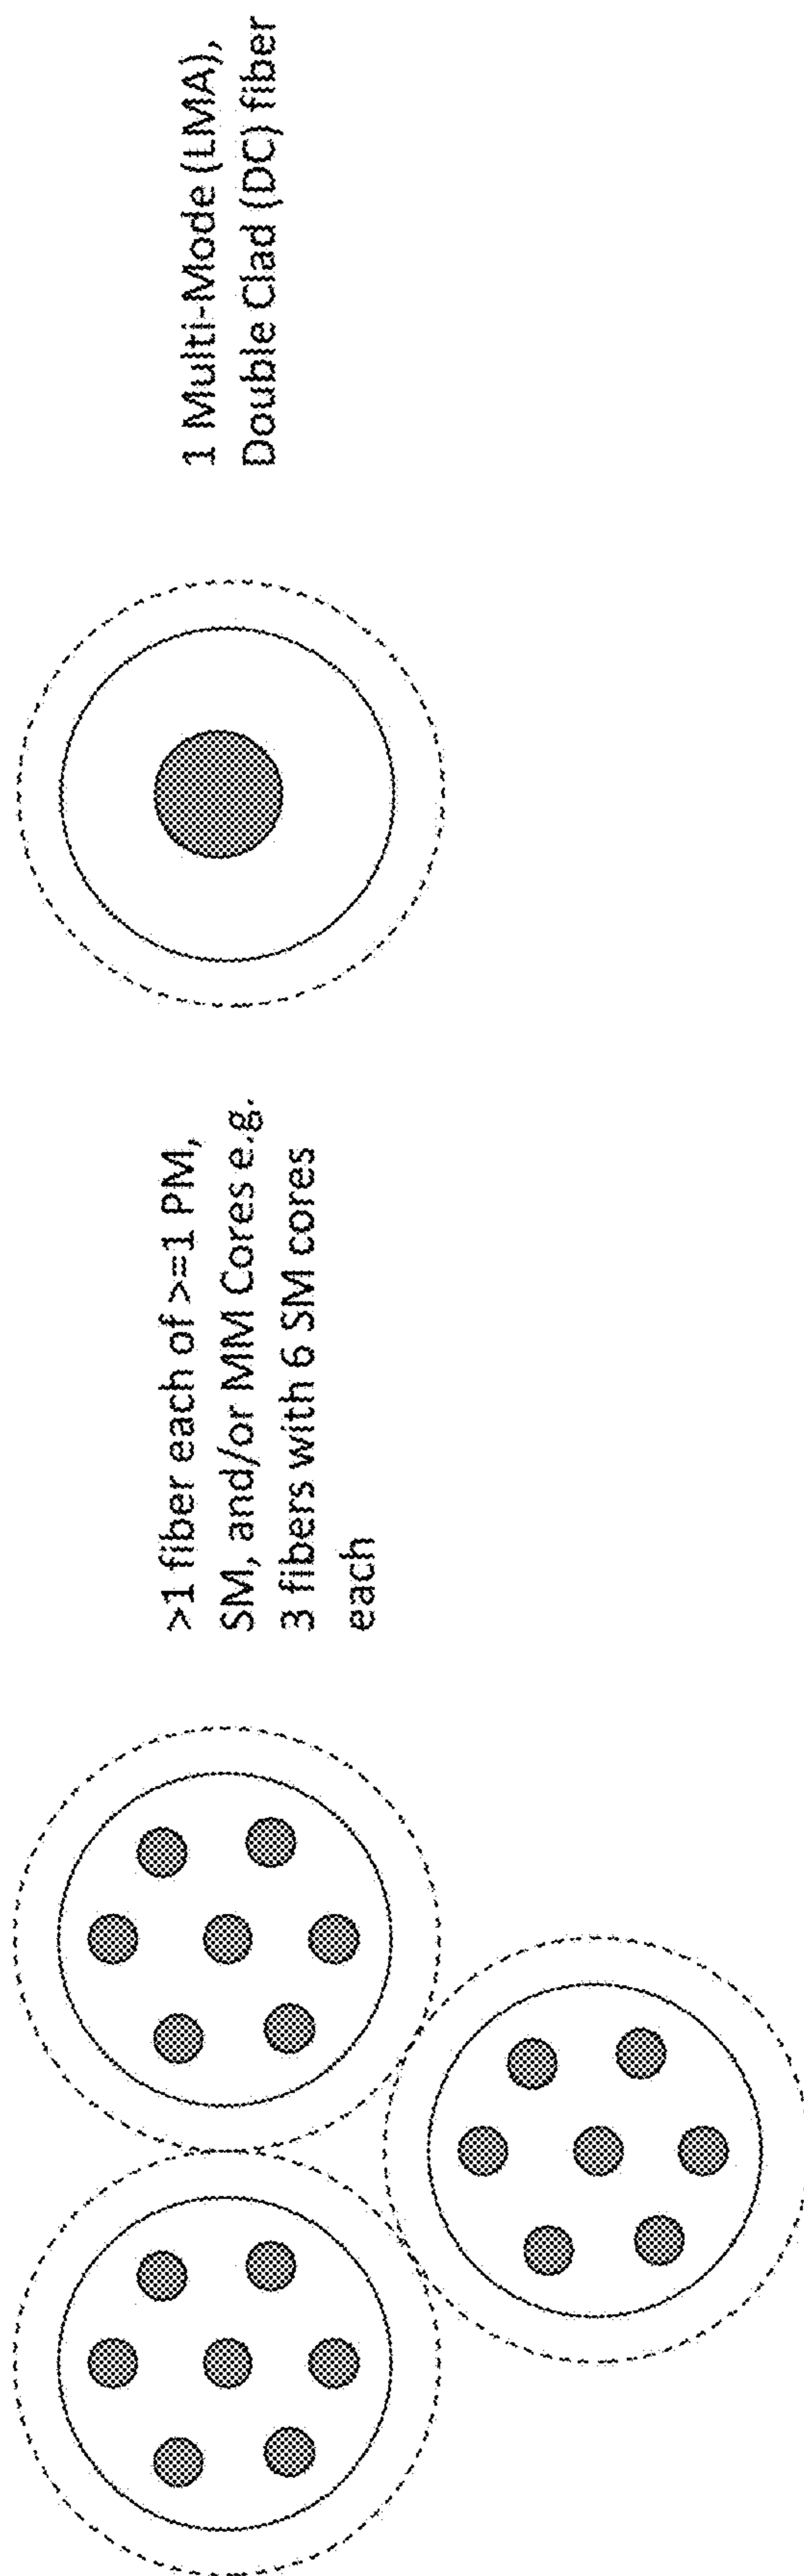 >1 fiber each of >=1 PM,
SM, and/or MM Cores e.g.
3 fibers with 6 SM cores
each
1 Multi-Mode (LMA),
Double Clad (DC) fiber